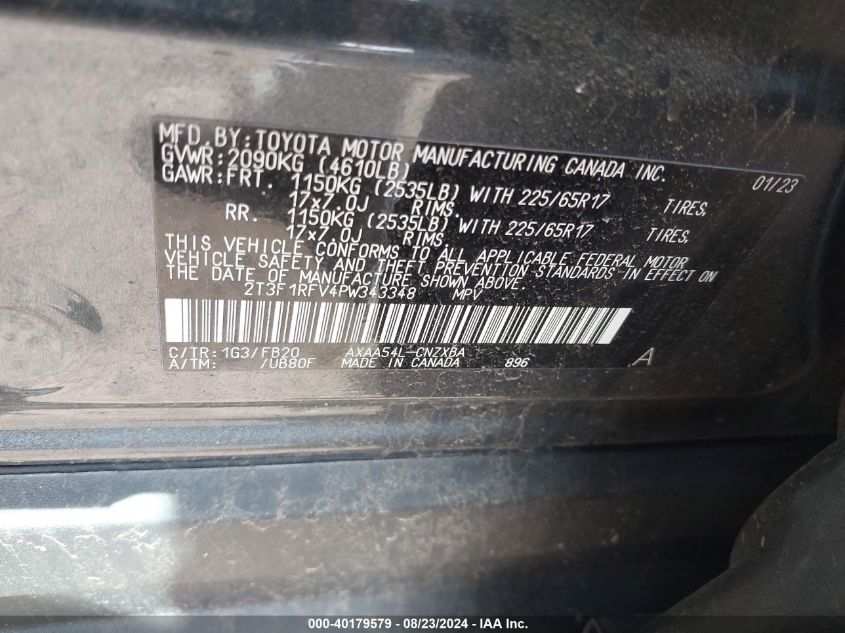 MFD. BY: TOYOTA MOTOR MANUFACTURING CANADA INC.
GVWR: 2090KG (4610LB) 01/23
GAWR: FRT. 1150KG (2535LB) WITH 225/65R17 TIRES,
17x7.0J RIMS.
RR. 1150KG (2535LB) WITH 225/65R17 TIRES,
17x7.0J RIMS.
THIS VEHICLE CONFORMS TO ALL APPLICABLE FEDERAL MOTOR
VEHICLE SAFETY AND THEFT PREVENTION STANDARDS IN EFFECT ON
THE DATE OF MANUFACTURE SHOWN ABOVE.
2T3F1RFV4PW343348 MPV
C/TR: 1G3/FB20 AXAA54L-CNZXBA A
A/TM: /UB80F MADE IN CANADA 896
000-40179579 - 08/23/2024 - Copyright IAA, Inc.